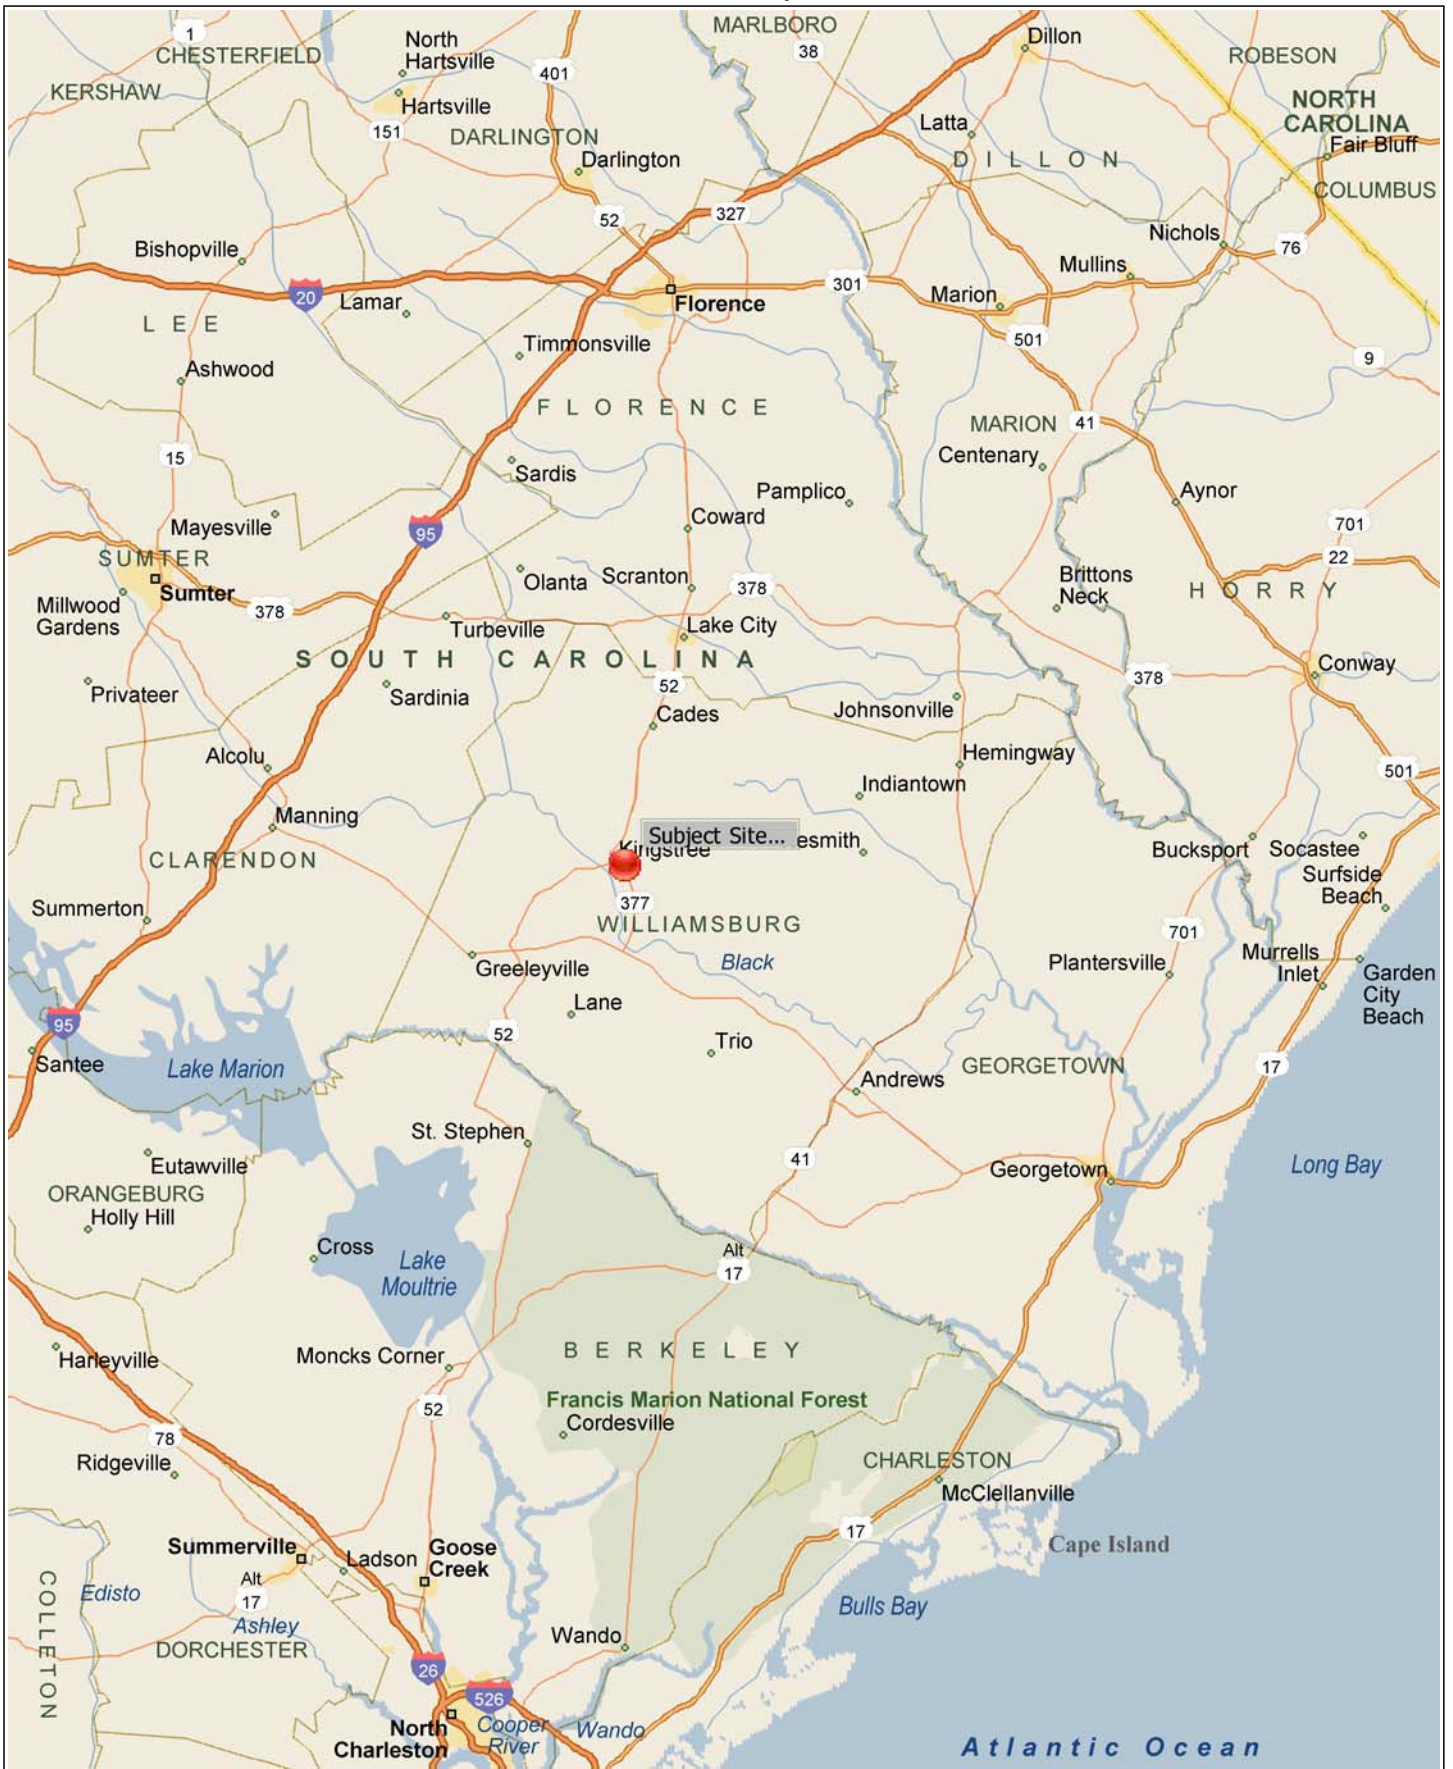 MARLBORO
1
CHESTERFIELD
North
Hartsville
38
Dillon
ROBESON
401
KERSHAW
Hartsville
NORTH
CAROLINA
151
DARLINGTON
Latta
Fair Bluff
Darlington
DILLON
COLUMBUS
52
327
Nichols
76
Bishopville
Mullins
20
Lamar
301
Marion
Florence
LEE
Timmonsville
501
9
Ashwood
FLORENCE
MARION
41
15
Centenary
Sardis
Pamplico
Aynor
Mayesville
95
Coward
701
SUMTER
22
Olanta
Scranton
378
Brittons
Neck
HORRY
Sumter
Millwood
Gardens
378
Turbeville
Lake City
SOUTH CAROLINA
Conway
52
378
Privateer
Sardinia
Johnsonville
Cades
Alcolu
Hemingway
501
Indiantown
Manning
Subject Site...
esmith
Kingstree
Bucksport
Socastee
CLARENDON
Surfside
Beach
377
Summerton
WILLIAMSBURG
701
Black
Murrells
Inlet
Greeleyville
Plantersville
Garden
City
Beach
Lane
95
52
Trio
Santee
Lake Marion
GEORGETOWN
17
Andrews
St. Stephen
41
Eutawville
Georgetown
Long Bay
ORANGEBURG
Holly Hill
Cross
Lake
Moultrie
Alt
17
Harleyville
Moncks Corner
BERKELEY
52
Francis Marion National Forest
Cordesville
78
Ridgeville
CHARLESTON
McClellanville
17
Summerville
Ladson
Goose
Creek
Cape Island
COLLETON
Edisto
Alt
17
Ashley
Bulls Bay
DORCHESTER
Wando
26
526
North
Charleston
Cooper
River
Wando
Atlantic Ocean